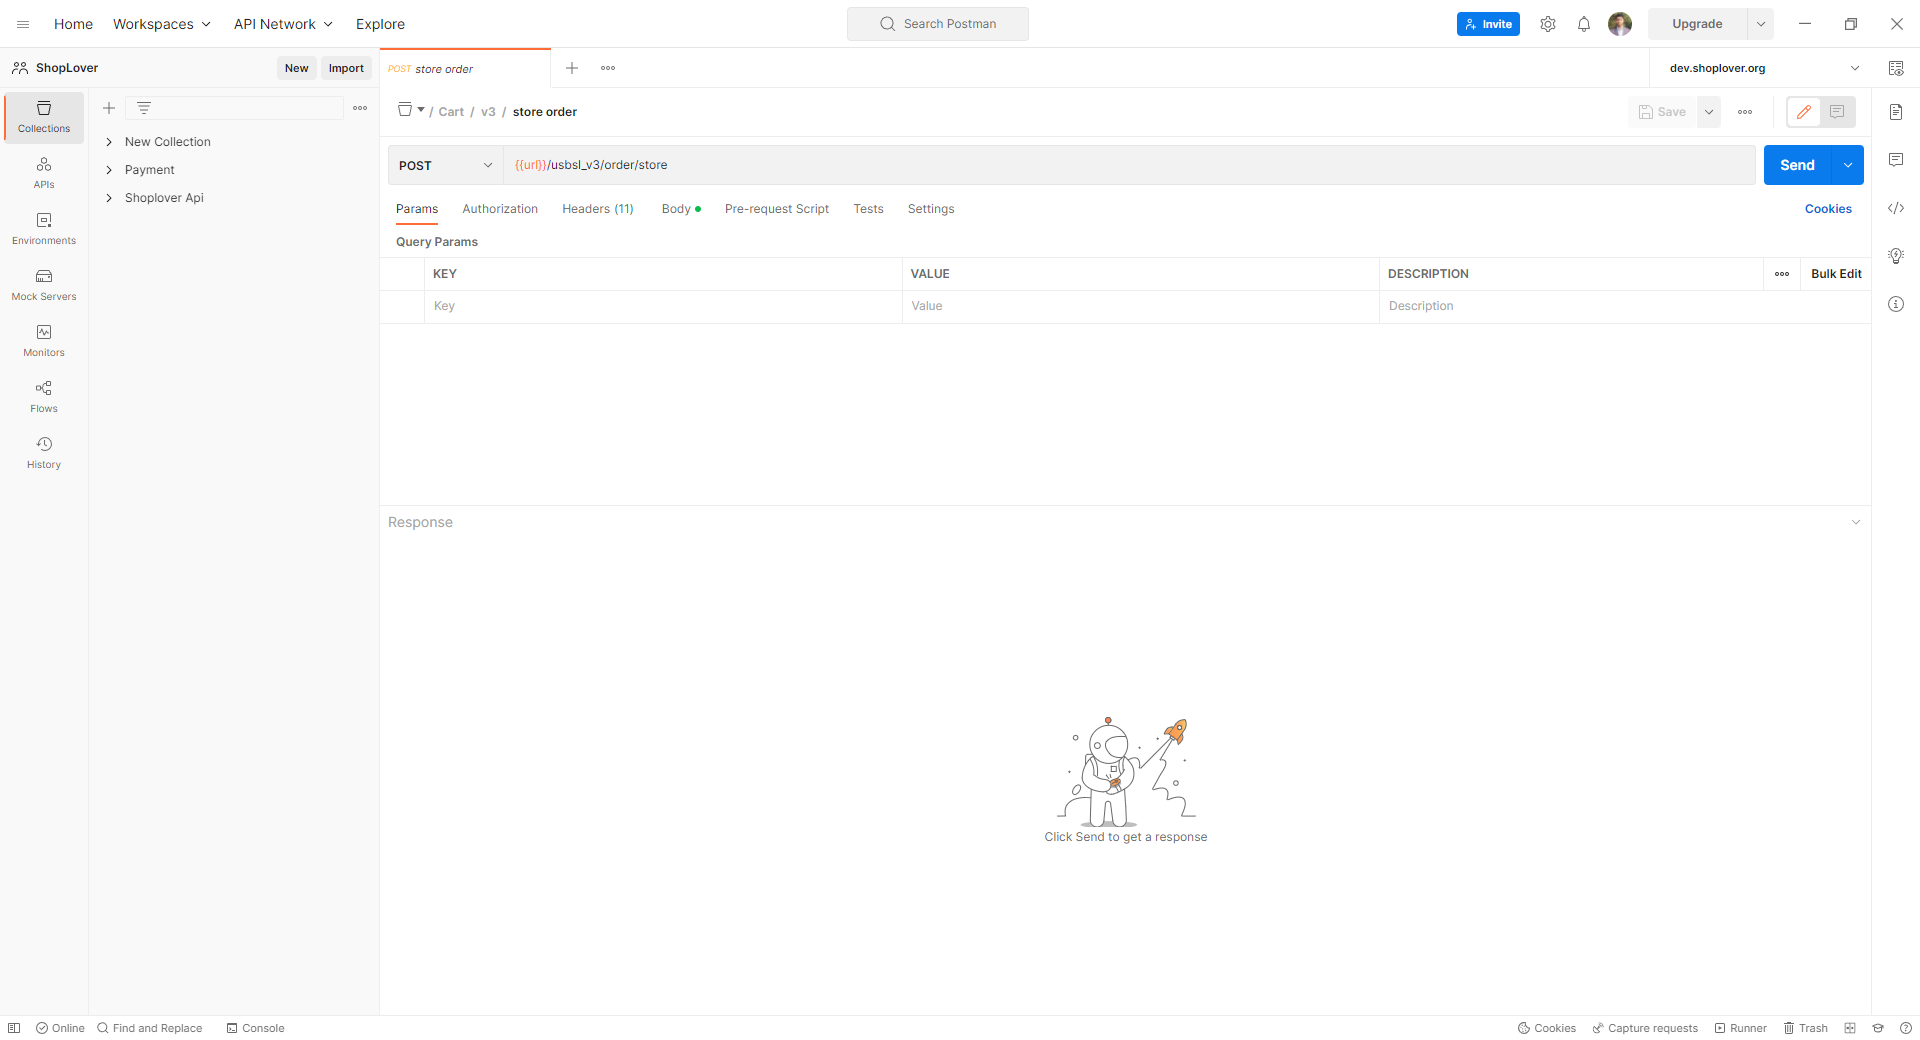 Home Workspaces API Network Explore Search Postman Invite Upgrade
ShopLover New Import
POST store order
dev.shoplover.org
Collections
APIs
Environments
Mock Servers
Monitors
Flows
History
New Collection
Payment
Shoplover Api
/ Cart / v3 / store order
Save
POST {{url}}/usbsl_v3/order/store Send
Params Authorization Headers (11) Body Pre-request Script Tests Settings Cookies
Query Params
KEY VALUE DESCRIPTION Bulk Edit
Key Value Description
Response
Click Send to get a response
Online Find and Replace Console Cookies Capture requests Runner Trash